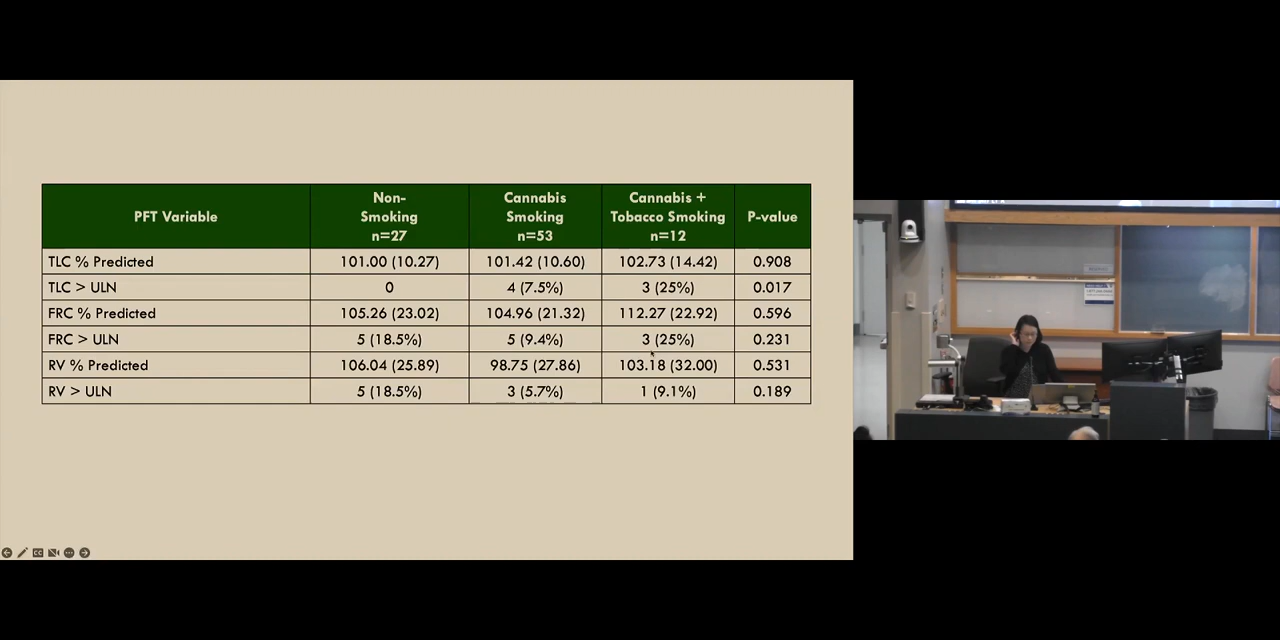 PFT Variable Non- Smoking n=27 Cannabis Smoking n=53 Cannabis + Tobacco Smoking n=12 P-value
TLC % Predicted 101.00 (10.27) 101.42 (10.60) 102.73 (14.42) 0.908
TLC > ULN 0 4 (7.5%) 3 (25%) 0.017
FRC % Predicted 105.26 (23.02) 104.96 (21.32) 112.27 (22.92) 0.596
FRC > ULN 5 (18.5%) 5 (9.4%) 3 (25%) 0.231
RV % Predicted 106.04 (25.89) 98.75 (27.86) 103.18 (32.00) 0.531
RV > ULN 5 (18.5%) 3 (5.7%) 1 (9.1%) 0.189